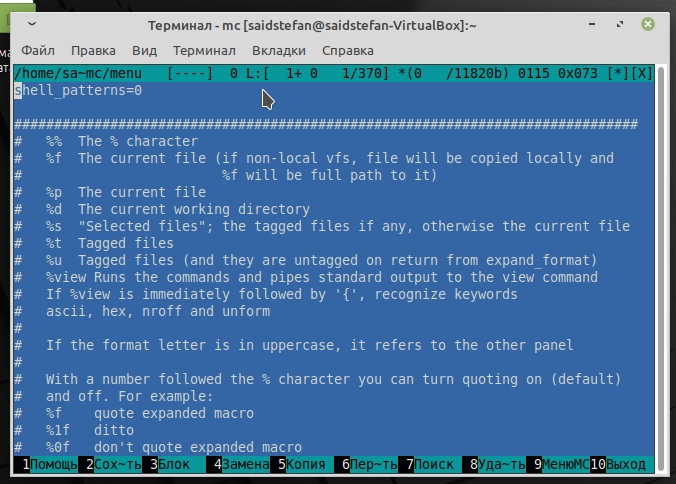 Терминал - mc [saidstefan@saidstefan-VirtualBox]:~
Файл Правка Вид Терминал Вкладки Справка
/home/sa~mc/menu [----] 0 L:[ 1+ 0 1/370] *(0 /11820b) 0115 0x073 [*][X]
shell_patterns=0
##############################################################################
# %% The % character
# %f The current file (if non-local vfs, file will be copied locally and
# %f will be full path to it)
# %p The current file
# %d The current working directory
# %s "Selected files"; the tagged files if any, otherwise the current file
# %t Tagged files
# %u Tagged files (and they are untagged on return from expand_format)
# %view Runs the commands and pipes standard output to the view command
# If %view is immediately followed by '{', recognize keywords
# ascii, hex, nroff and unform
#
# If the format letter is in uppercase, it refers to the other panel
#
# With a number followed the % character you can turn quoting on (default)
# and off. For example:
# %f quote expanded macro
# %1f ditto
# %0f don't quote expanded macro
1Помощь 2Сох~ть 3Блок 4Замена 5Копия 6Пер~ть 7Поиск 8Уда~ть 9МенюMC 10Выход